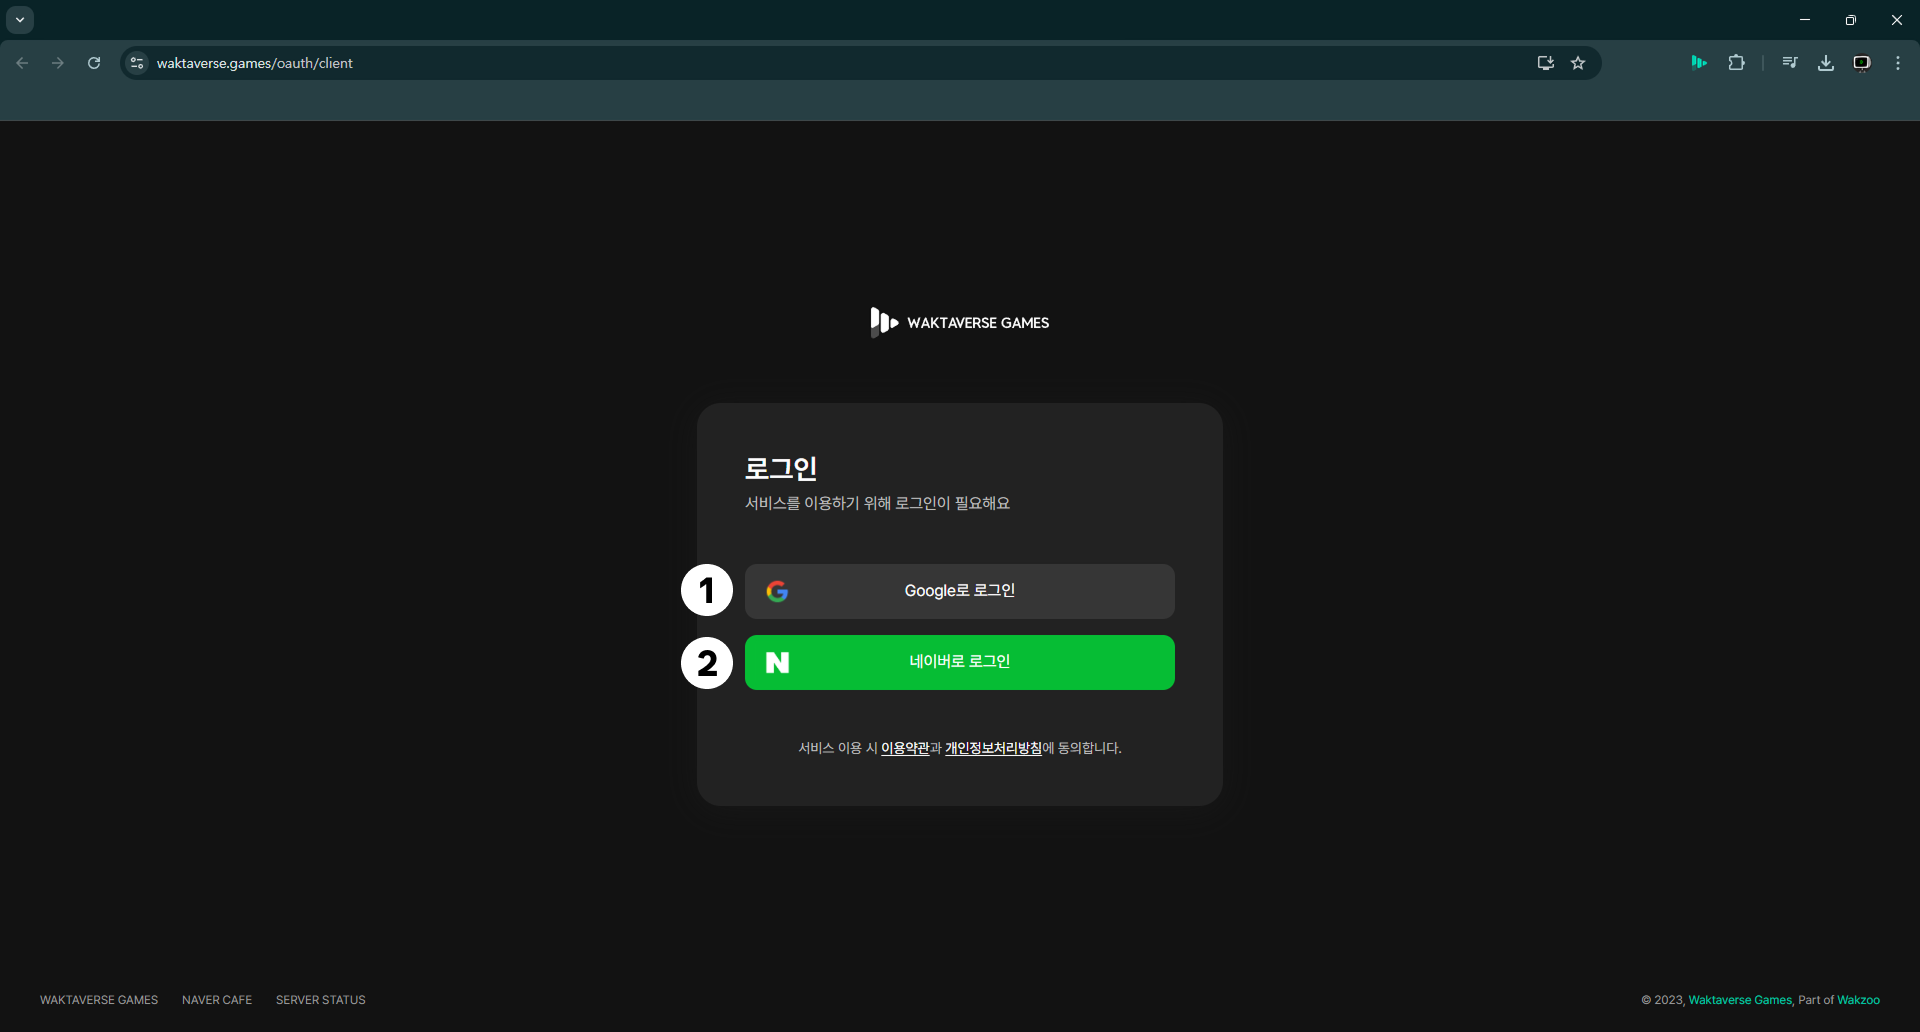 waktaverse.games/oauth/client
WAKTAVERSE GAMES
로그인
서비스를 이용하기 위해 로그인이 필요해요
1
Google로 로그인
2
네이버로 로그인
서비스 이용 시 이용약관과 개인정보처리방침에 동의합니다.
WAKTAVERSE GAMES NAVER CAFE SERVER STATUS
© 2023, Waktaverse Games, Part of Wakzoo